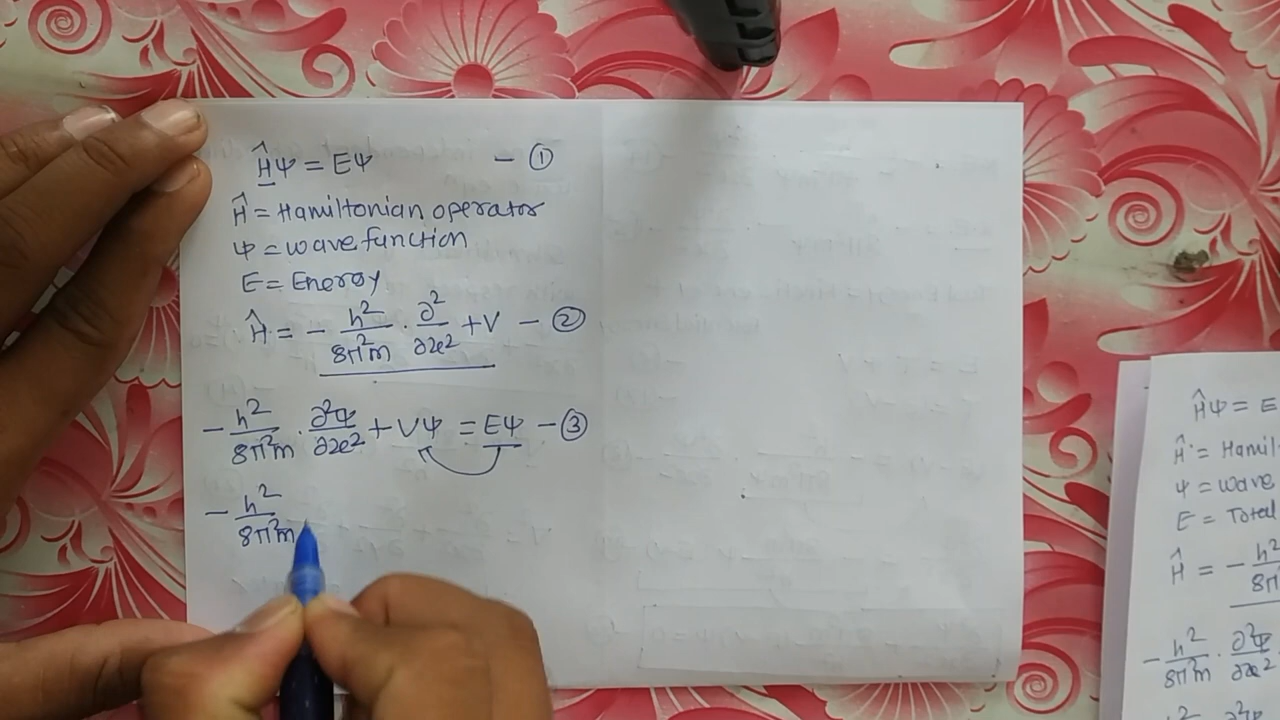 Ĥψ = Eψ - ①
Ĥ = Hamiltonian operator
ψ = wave function
E = Energy
Ĥ = - h²/8π²m · ∂²/∂x² + V - ②
- h²/8π²m · ∂²ψ/∂x² + Vψ = Eψ - ③
- h²/8π²m
Ĥψ = E
Ĥ = Hamil
ψ = wave
E = Total
Ĥ = - h²/8π
- h²/8π²m · ∂²ψ/∂x²